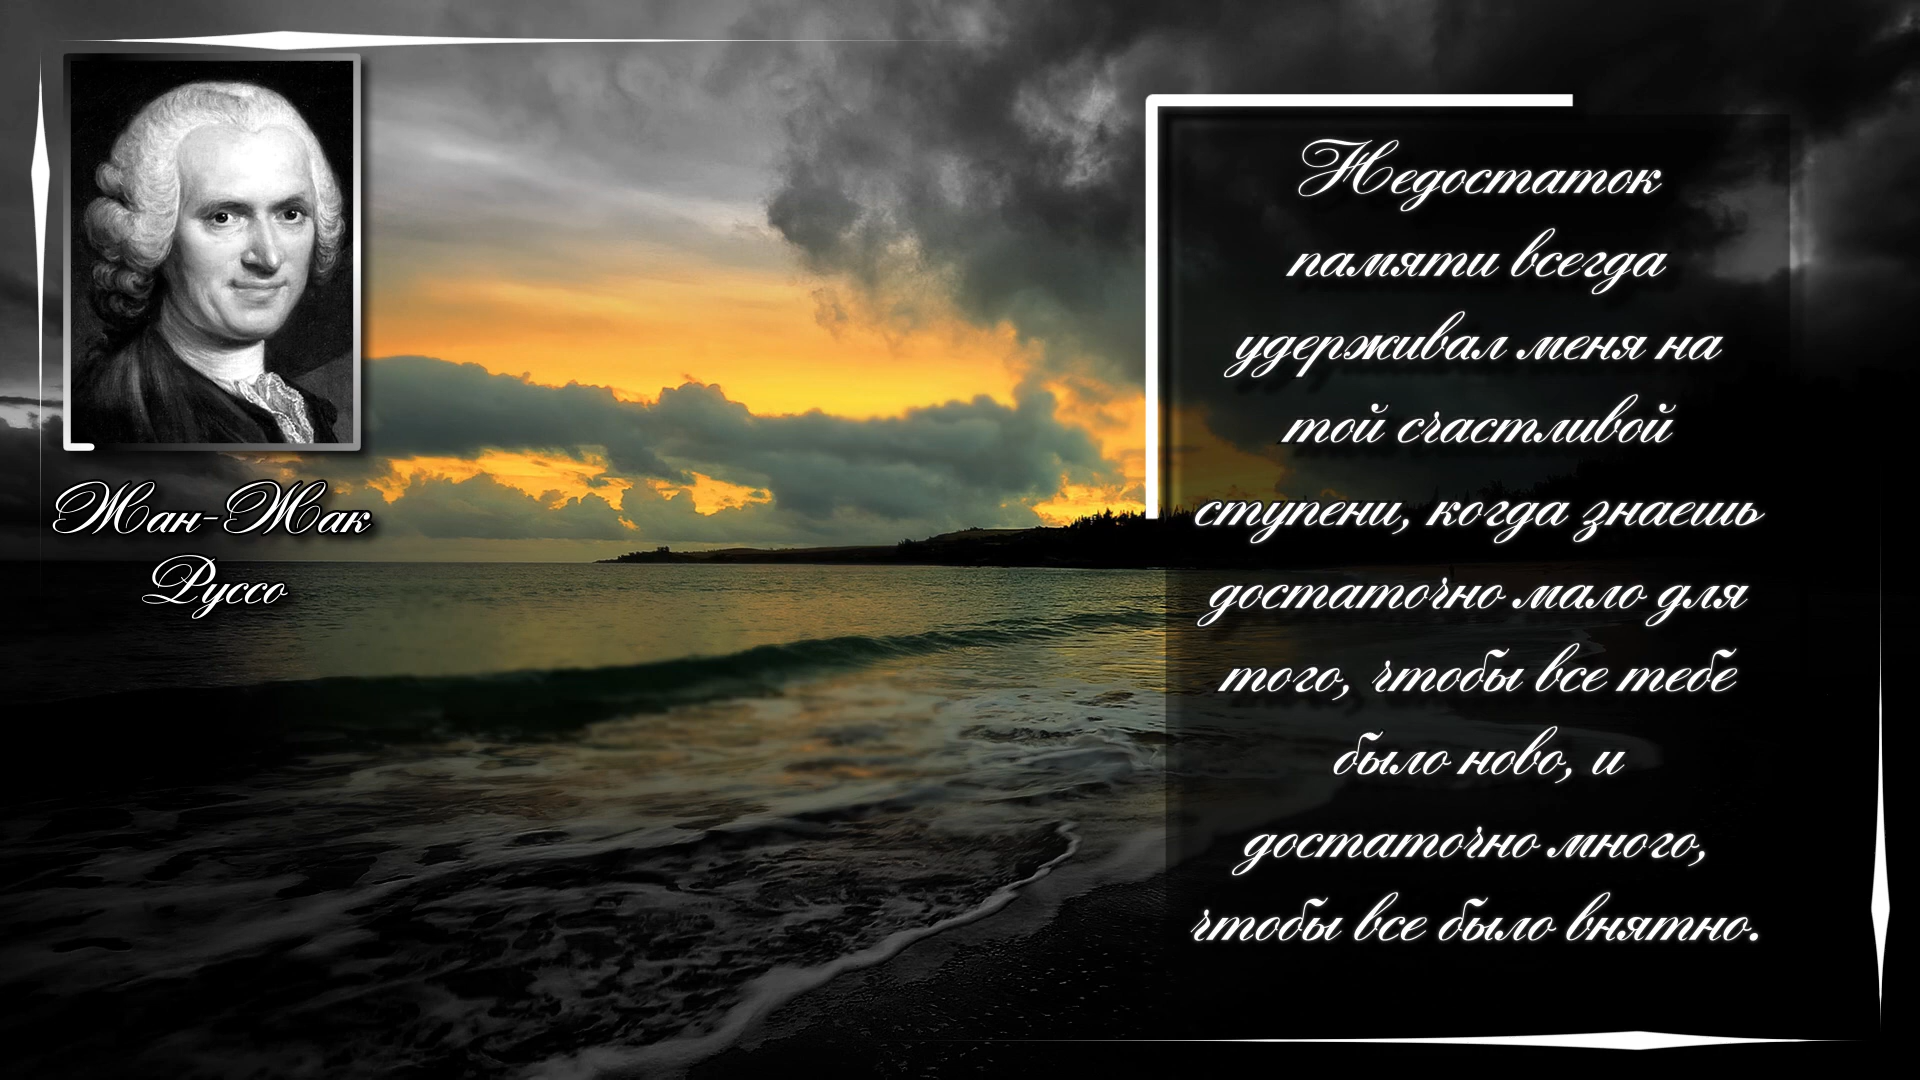 Жан-Жак
Руссо
Недостаток
памяти всегда
удерживал меня на
той счастливой
ступени, когда знаешь
достаточно мало для
того, чтобы все тебе
было ново, и
достаточно много,
чтобы все было внятно.